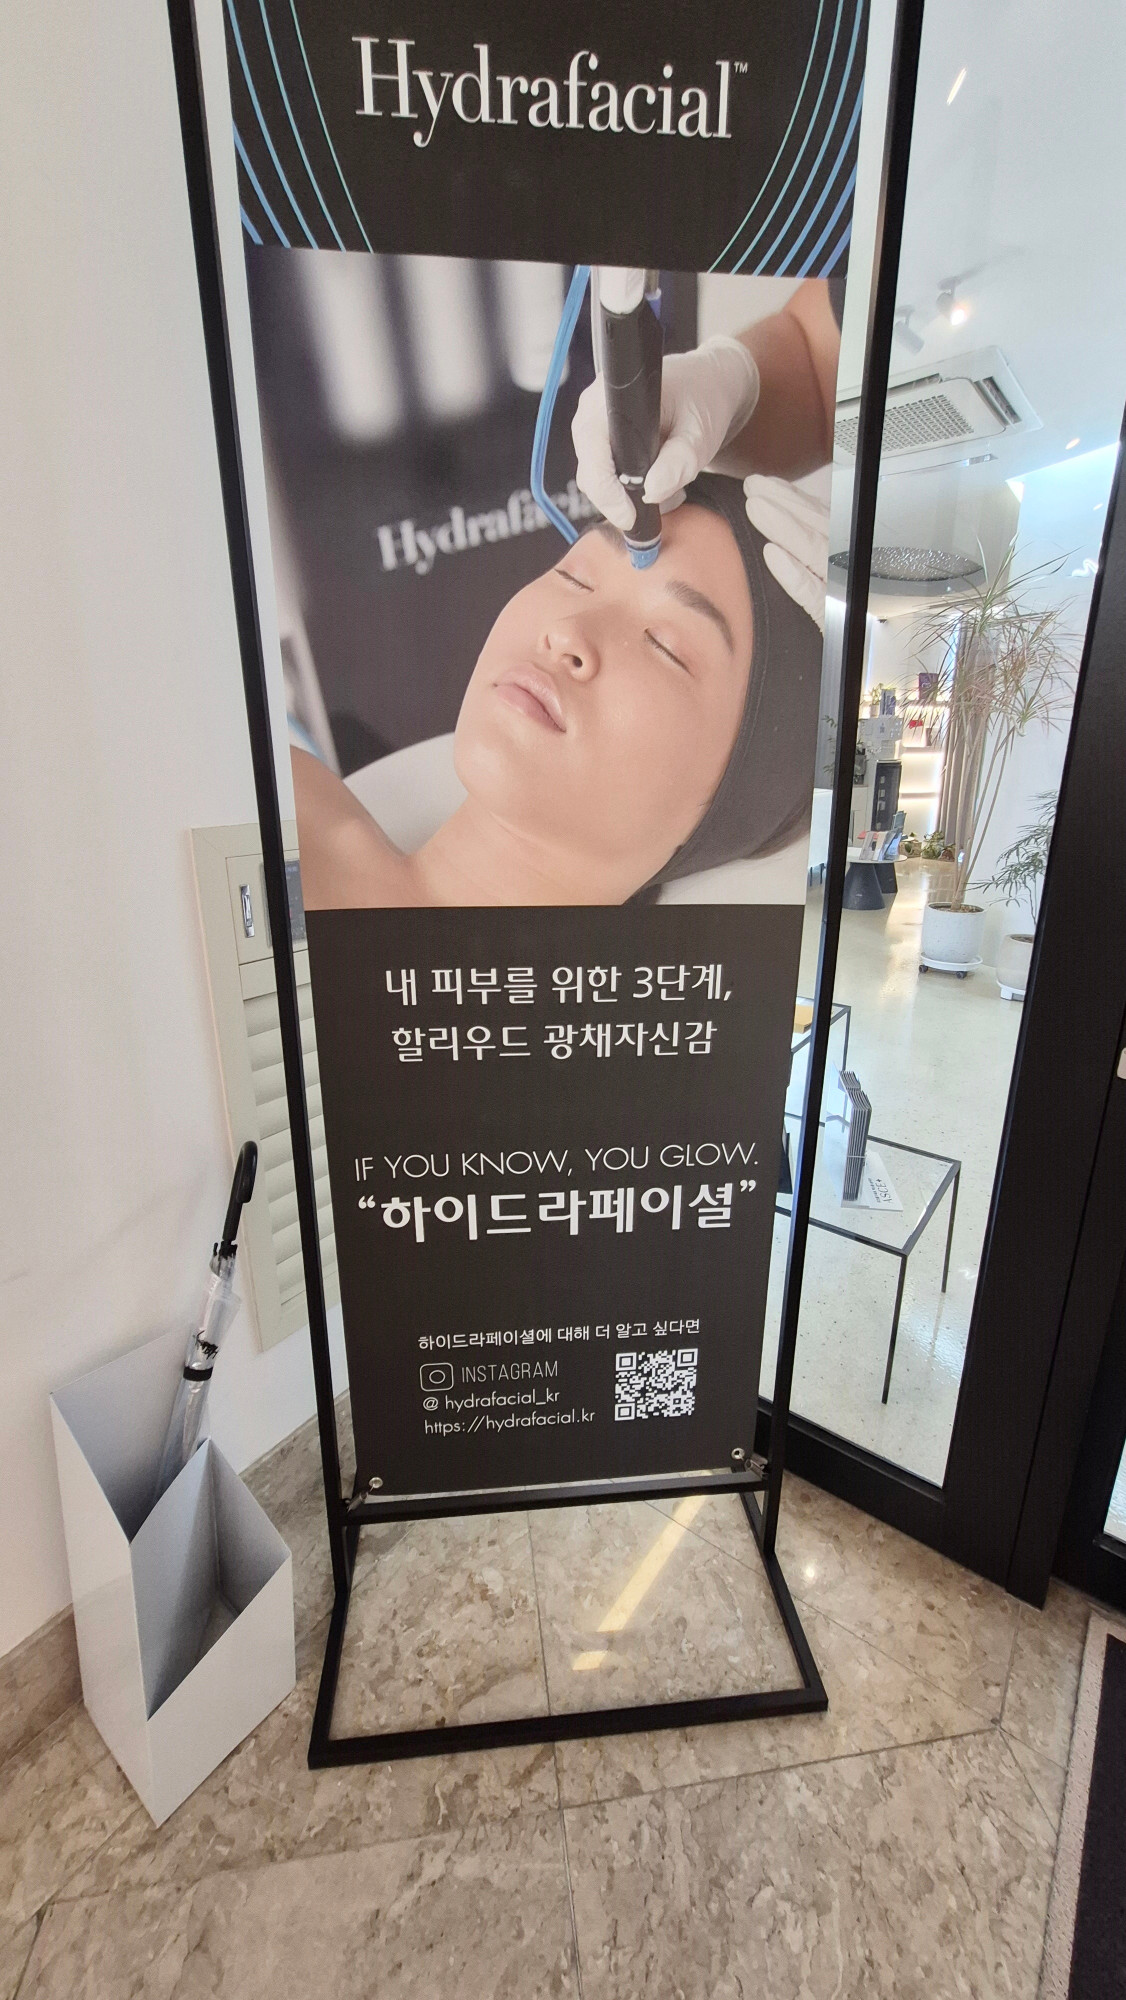 Hydrafacial™
Hydrafacial
내 피부를 위한 3단계,
할리우드 광채자신감
IF YOU KNOW, YOU GLOW.
“하이드라페이셜”
하이드라페이셜에 대해 더 알고 싶다면
INSTAGRAM
@ hydrafacial_kr
https://hydrafacial.kr